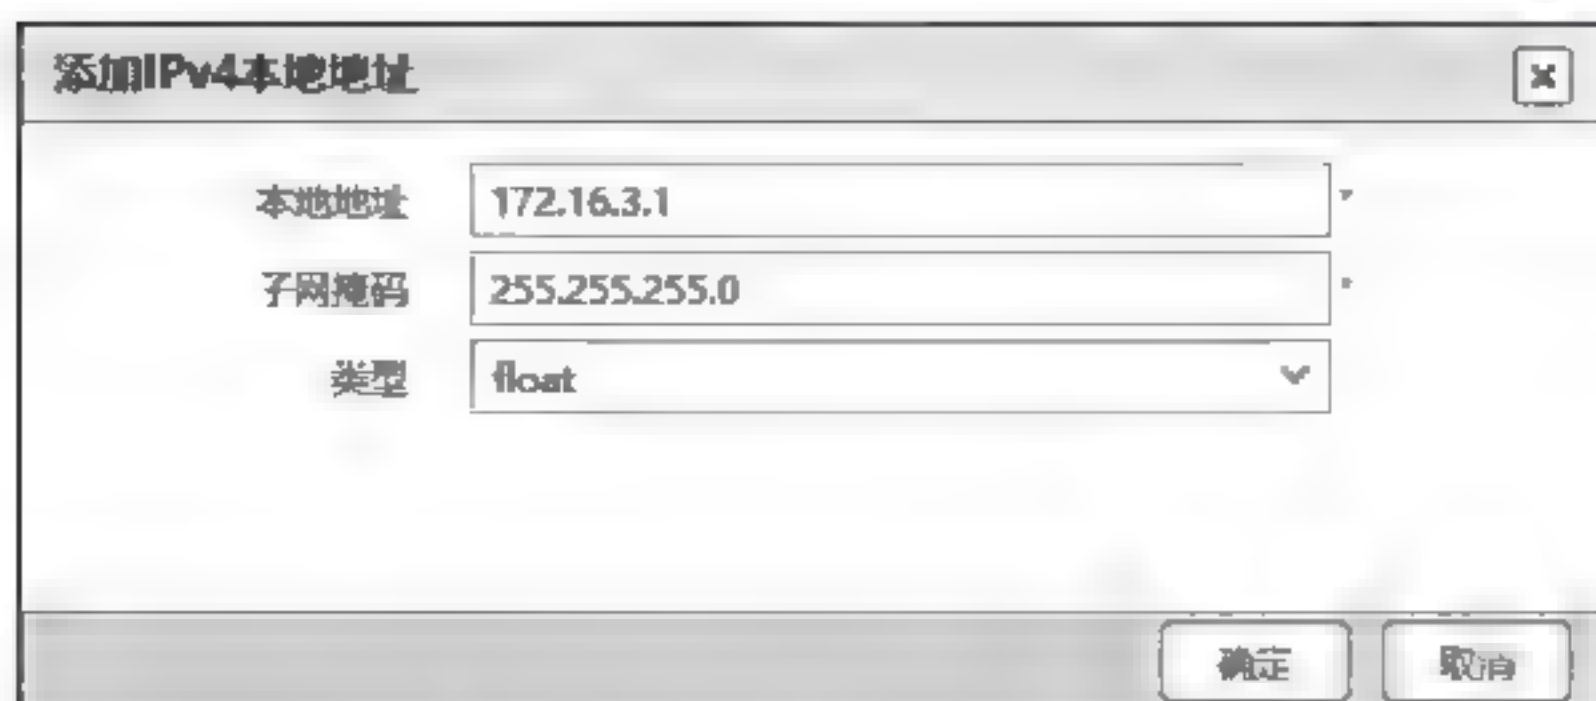 添加IPv4本地地址
本地地址 172.16.3.1 *
子网掩码 255.255.255.0 *
类型 float
确定 取消